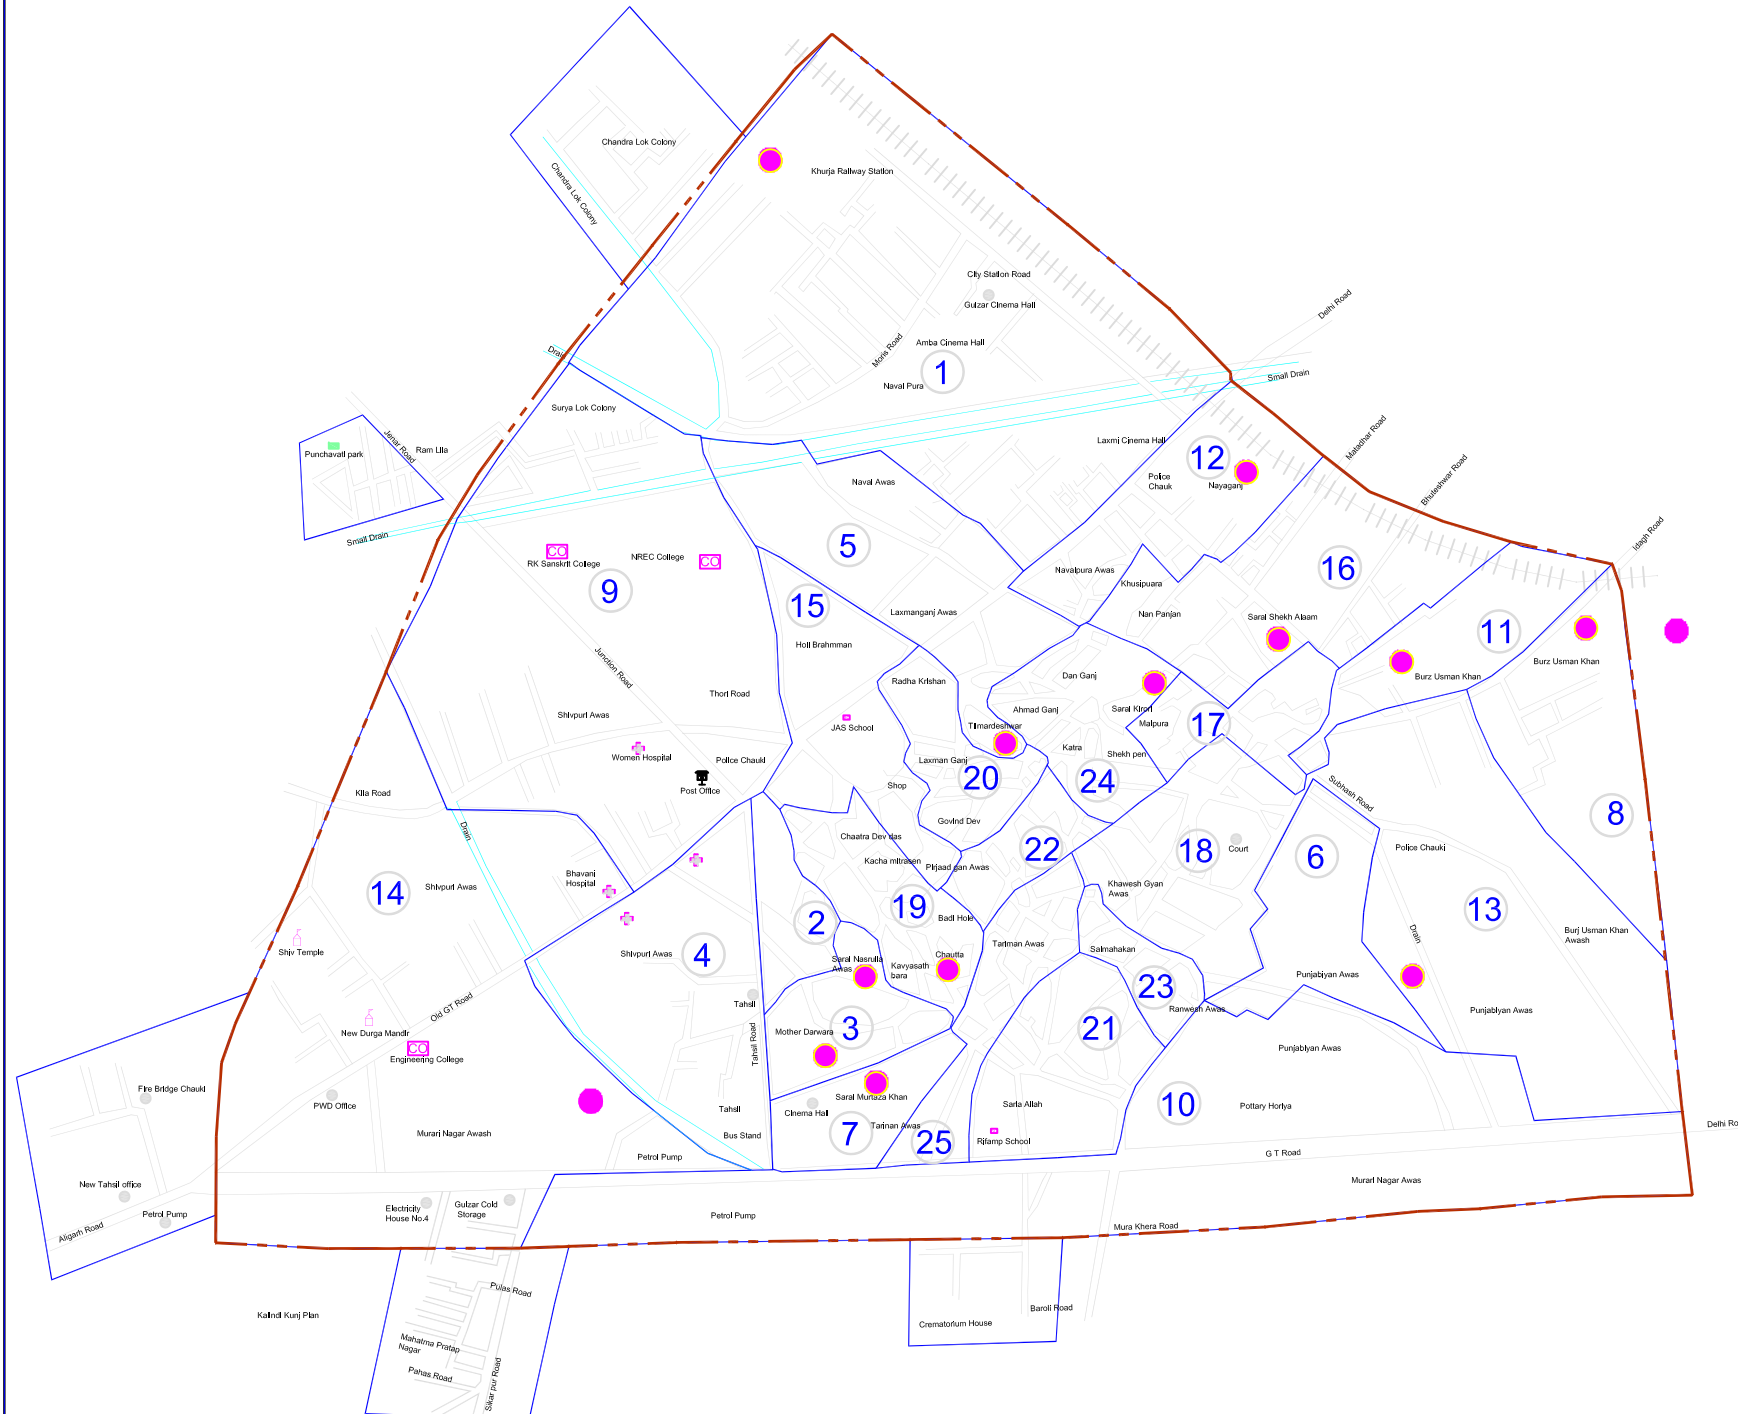 Chandra Lok Colony
Chandra Lok Colony
Khurja Railway Station
City Station Road
Gulzar Cinema Hall
Delhi Road
Amba Cinema Hall
Moris Road
1
Naval Pura
Drain
Small Drain
Surya Lok Colony
Jenar Road
Ram Lila
Punchavati park
Small Drain
Laxmi Cinema Hall
Matadhar Road
12
Police
Chauk
Nayaganj
Bhuteshwar Road
Naval Awas
Idagh Road
5
CO
RK Sanskrit College
NREC College
CO
9
15
Navalpura Awas
Khusipuara
16
Laxmanganj Awas
Nan Panjan
Sarai Shekh Alaam
11
Holi Brahmman
Junction Road
Radha Krishan
Dan Ganj
Burz Usman Khan
Burz Usman Khan
Thori Road
Shivpuri Awas
JAS School
Timardeshwar
Ahmad Ganj
Sarai Kirori
Malpura
17
Women Hospital
Police Chauki
Post Office
Laxman Ganj
20
Katra
Shekh pen
24
Kila Road
Shop
Subhash Road
8
Drain
Govind Dev
Chaatra Dev das
Kacha mitrasen
Pirjaad gan Awas
22
18
Court
6
Police Chauki
Bhavani
Hospital
14
Shivpuri Awas
Khawesh Gyan
Awas
2
19
Badi Hole
13
Drain
Burj Usman Khan
Awash
Shiv Temple
Shivpuri Awas
4
Sarai Nasrulla
Awas
Kavyasath
bara
Chautta
Tariman Awas
Salmahakan
23
Punjabiyan Awas
Old GT Road
Tahsil
Ranwesh Awas
Punjabiyan Awas
New Durga Mandir
CO
Engineering College
Mother Darwara
3
21
Tahsil Road
Punjabiyan Awas
Fire Bridge Chauki
PWD Office
Sarai Murtaza Khan
Cinema Hall
Tahsil
Sarla Allah
10
Pottary Horiya
Murari Nagar Awash
Bus Stand
7
Tarinan Awas
25
Rifamp School
Delhi Ro
Petrol Pump
G T Road
New Tahsil office
Murari Nagar Awas
Petrol Pump
Aligarh Road
Electricity
House No.4
Gulzar Cold
Storage
Petrol Pump
Mura Khera Road
Pulas Road
Kalindi Kunj Plan
Baroli Road
Crematorium House
Mahatma Pratap
Nagar
Pahas Road
Sikar pur Road